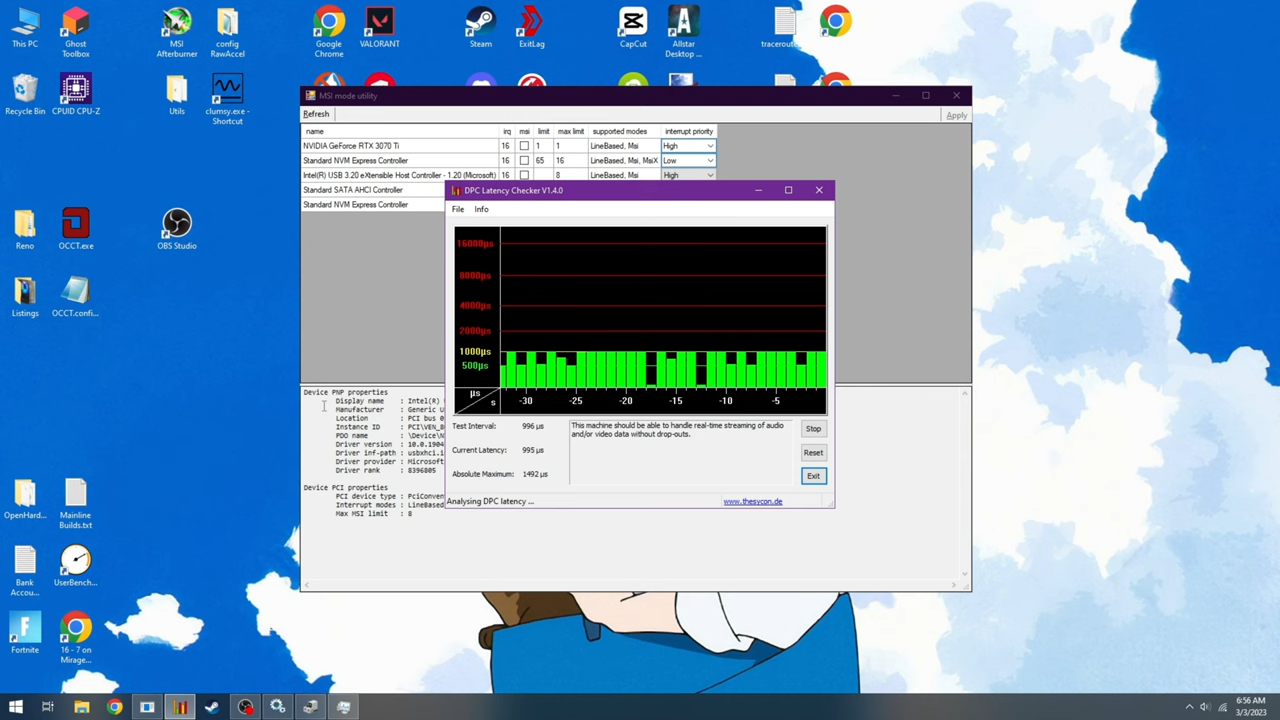 This PC
Ghost
Toolbox
MSI
Afterburner
config
RawAccel
Google
Chrome
VALORANT
Steam
ExitLag
CapCut
Allstar
Desktop ...
traceroute...
Recycle Bin
CPUID CPU-Z
Utils
clumsy.exe -
Shortcut
Reno
OCCT.exe
OBS Studio
Listings
OCCT.confi...
OpenHard...
Mainline
Builds.txt
Bank
Accou...
UserBench...
Fortnite
16 - 7 on
Mirage...
MSI mode utility
Refresh
Apply
name irq msi limit max limit supported modes interrupt priority
NVIDIA GeForce RTX 3070 Ti 16 1 1 LineBased, Msi High
Standard NVM Express Controller 16 65 16 LineBased, Msi, MsiX Low
Intel(R) USB 3.20 eXtensible Host Controller - 1.20 (Microsoft) 16 8 LineBased, Msi High
Standard SATA AHCI Controller
Standard NVM Express Controller
Device PNP properties
Display name : Intel(R)
Manufacturer : Generic U
Location : PCI bus 0
Instance ID : PCI\VEN_8
PDO name : \Device\N
Driver version : 10.0.1904
Driver inf-path : usbxhci.i
Driver provider : Microsoft
Driver rank : 8396805
Device PCI properties
PCI device type : PciConven
Interrupt modes : LineBased
Max MSI limit : 8
DPC Latency Checker V1.4.0
File Info
16000µs
8000µs
4000µs
2000µs
1000µs
500µs
µs
s
-30 -25 -20 -15 -10 -5
Test Interval: 996 µs
Current Latency: 995 µs
Absolute Maximum: 1492 µs
This machine should be able to handle real-time streaming of audio
and/or video data without drop-outs.
Stop
Reset
Exit
Analysing DPC latency ...
www.thesycon.de
6:56 AM
3/3/2023